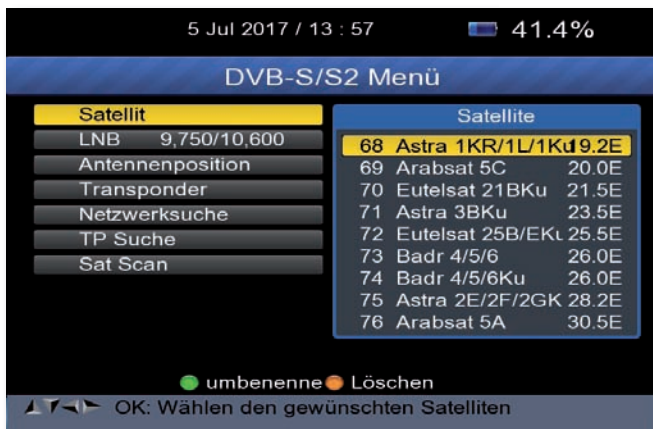 5 Jul 2017 / 13 : 57 41.4%
DVB-S/S2 Menü
Satellit
LNB 9,750/10,600
Antennenposition
Transponder
Netzwerksuche
TP Suche
Sat Scan
Satellite
68 Astra 1KR/1L/1Ku 19.2E
69 Arabsat 5C 20.0E
70 Eutelsat 21BKu 21.5E
71 Astra 3BKu 23.5E
72 Eutelsat 25B/EKu 25.5E
73 Badr 4/5/6 26.0E
74 Badr 4/5/6Ku 26.0E
75 Astra 2E/2F/2GK 28.2E
76 Arabsat 5A 30.5E
umbenenne Löschen
OK: Wählen den gewünschten Satelliten